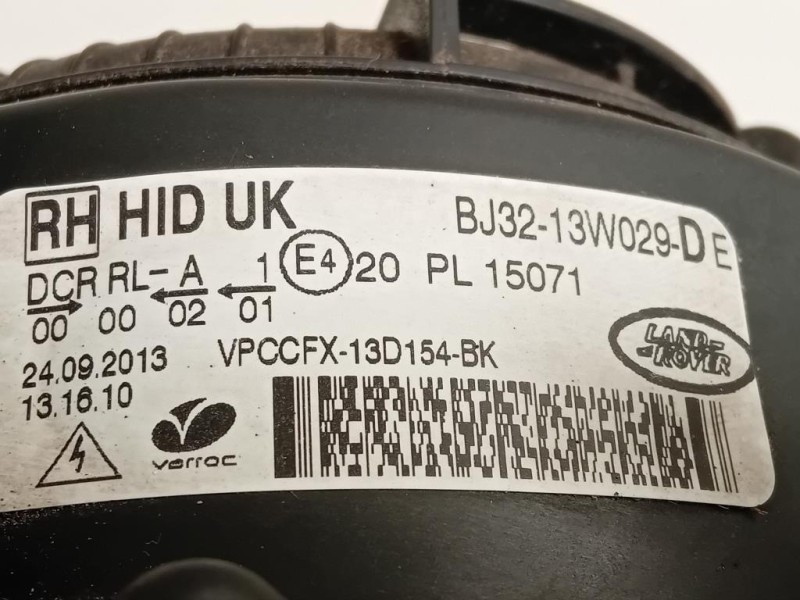 RH HID UK BJ32-13W029-D E
DCR RL- A 1 E4 20 PL 15071
00 00 02 01
24.09.2013 VPCCFX-13D154-BK
13.16.10
LAND-
ROVER
varroc